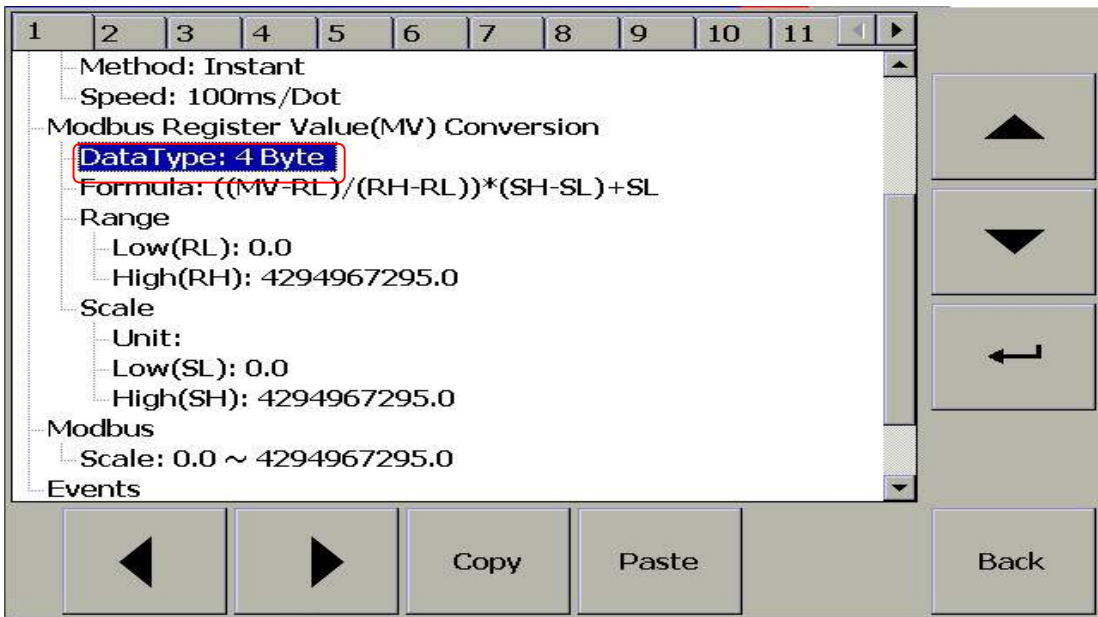 1 2 3 4 5 6 7 8 9 10 11
Method: Instant
Speed: 100ms/Dot
Modbus Register Value(MV) Conversion
DataType: 4 Byte
Formula: ((MV-RL)/(RH-RL))*(SH-SL)+SL
Range
Low(RL): 0.0
High(RH): 4294967295.0
Scale
Unit:
Low(SL): 0.0
High(SH): 4294967295.0
Modbus
Scale: 0.0 ~ 4294967295.0
Events
Copy Paste Back